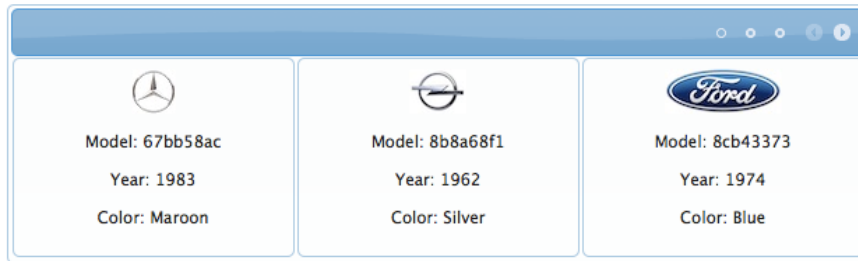 Ford
Model: 67bb58ac
Year: 1983
Color: Maroon
Model: 8b8a68f1
Year: 1962
Color: Silver
Model: 8cb43373
Year: 1974
Color: Blue